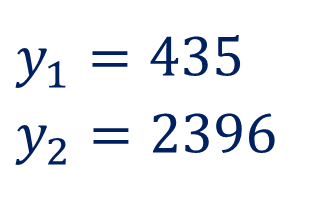 y₁ = 435
y₂ = 2396